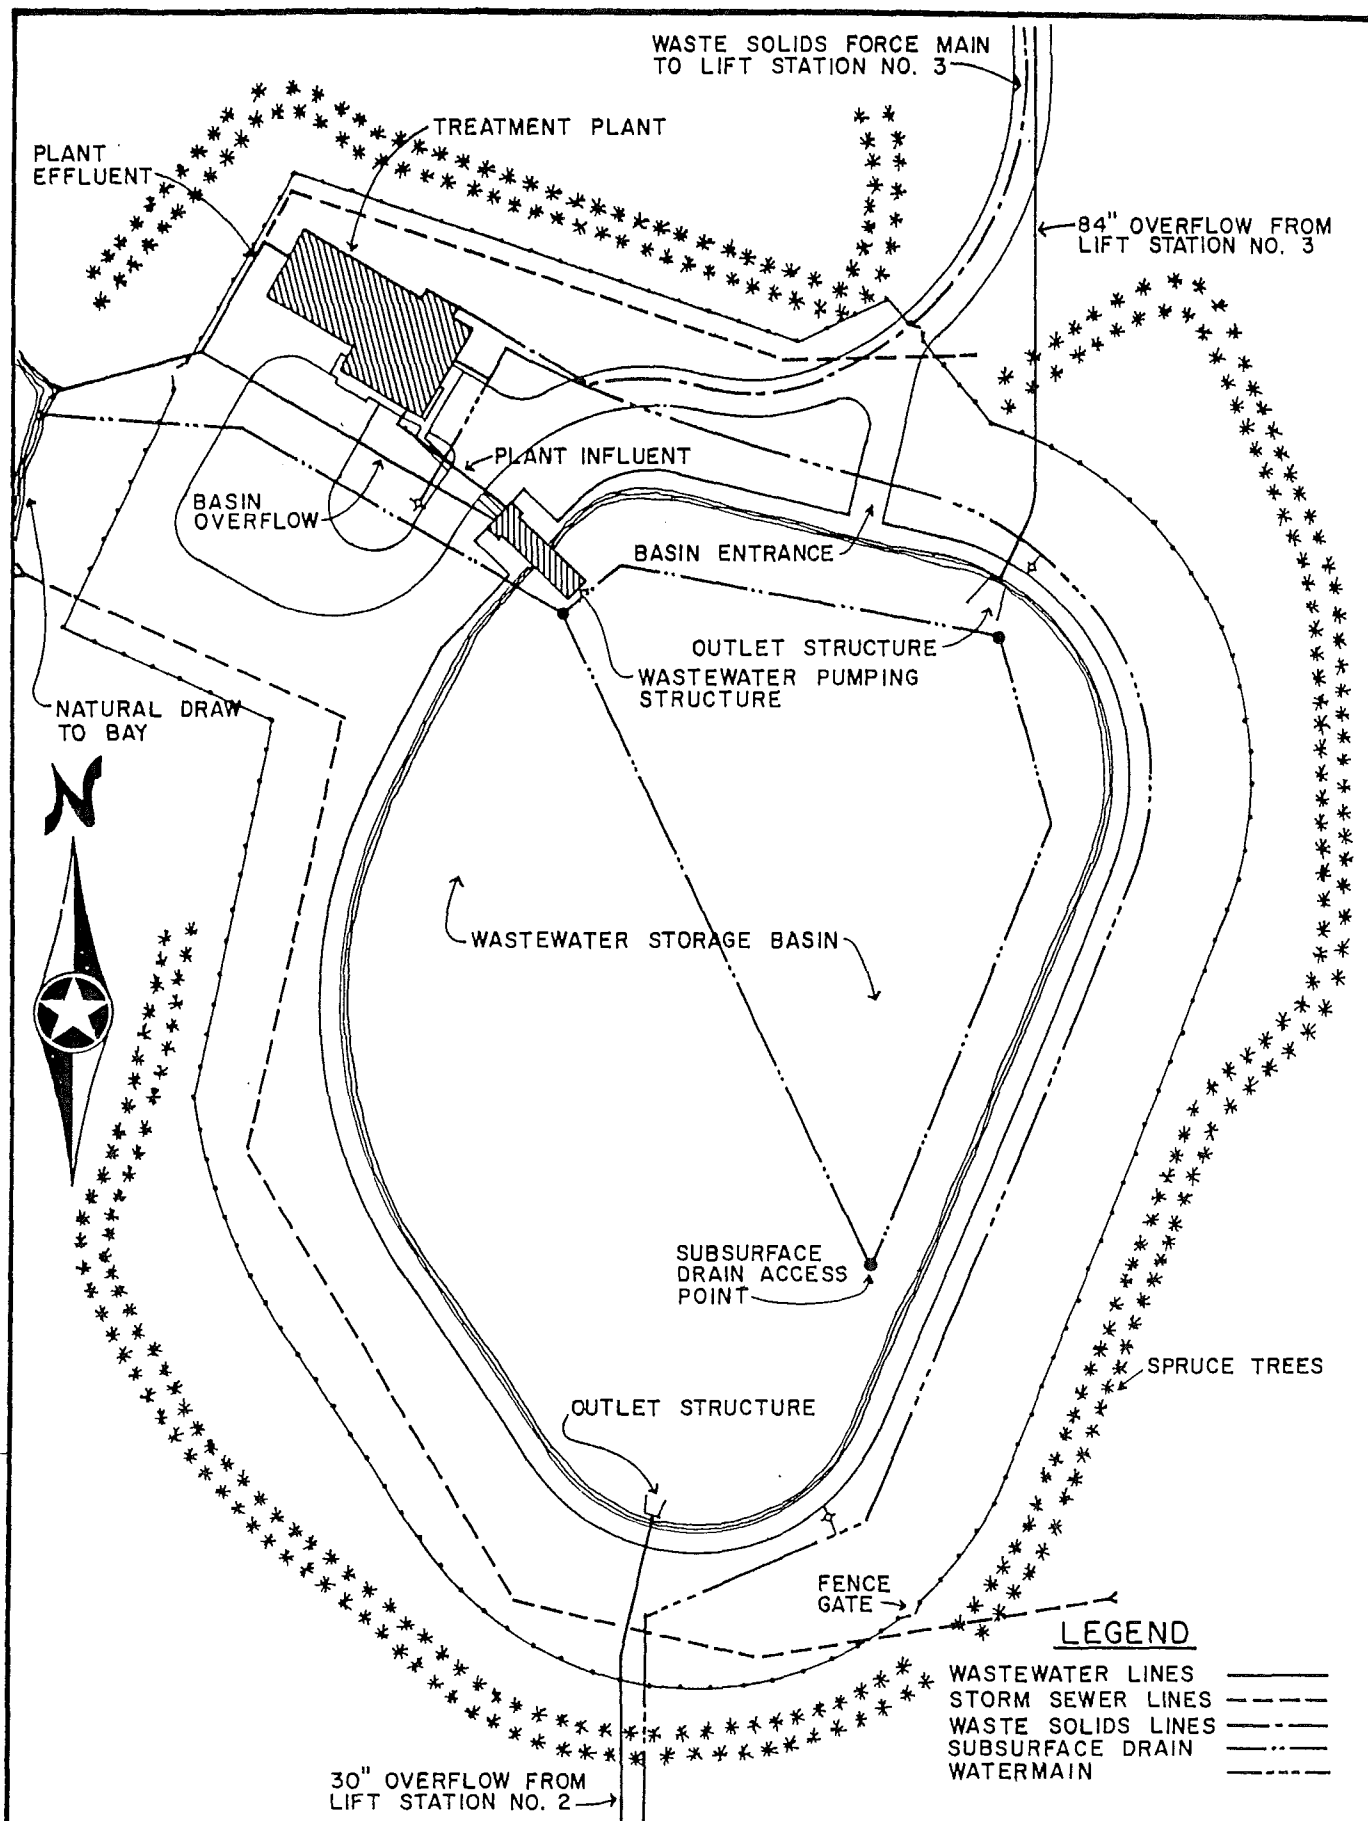 WASTE SOLIDS FORCE MAIN
TO LIFT STATION NO. 3
TREATMENT PLANT
PLANT
EFFLUENT
84" OVERFLOW FROM
LIFT STATION NO. 3
PLANT INFLUENT
BASIN
OVERFLOW
BASIN ENTRANCE
OUTLET STRUCTURE
WASTEWATER PUMPING
STRUCTURE
NATURAL DRAW
TO BAY
N
WASTEWATER STORAGE BASIN
SUBSURFACE
DRAIN ACCESS
POINT
SPRUCE TREES
OUTLET STRUCTURE
FENCE
GATE
LEGEND
WASTEWATER LINES
STORM SEWER LINES
WASTE SOLIDS LINES
SUBSURFACE DRAIN
WATERMAIN
30" OVERFLOW FROM
LIFT STATION NO. 2